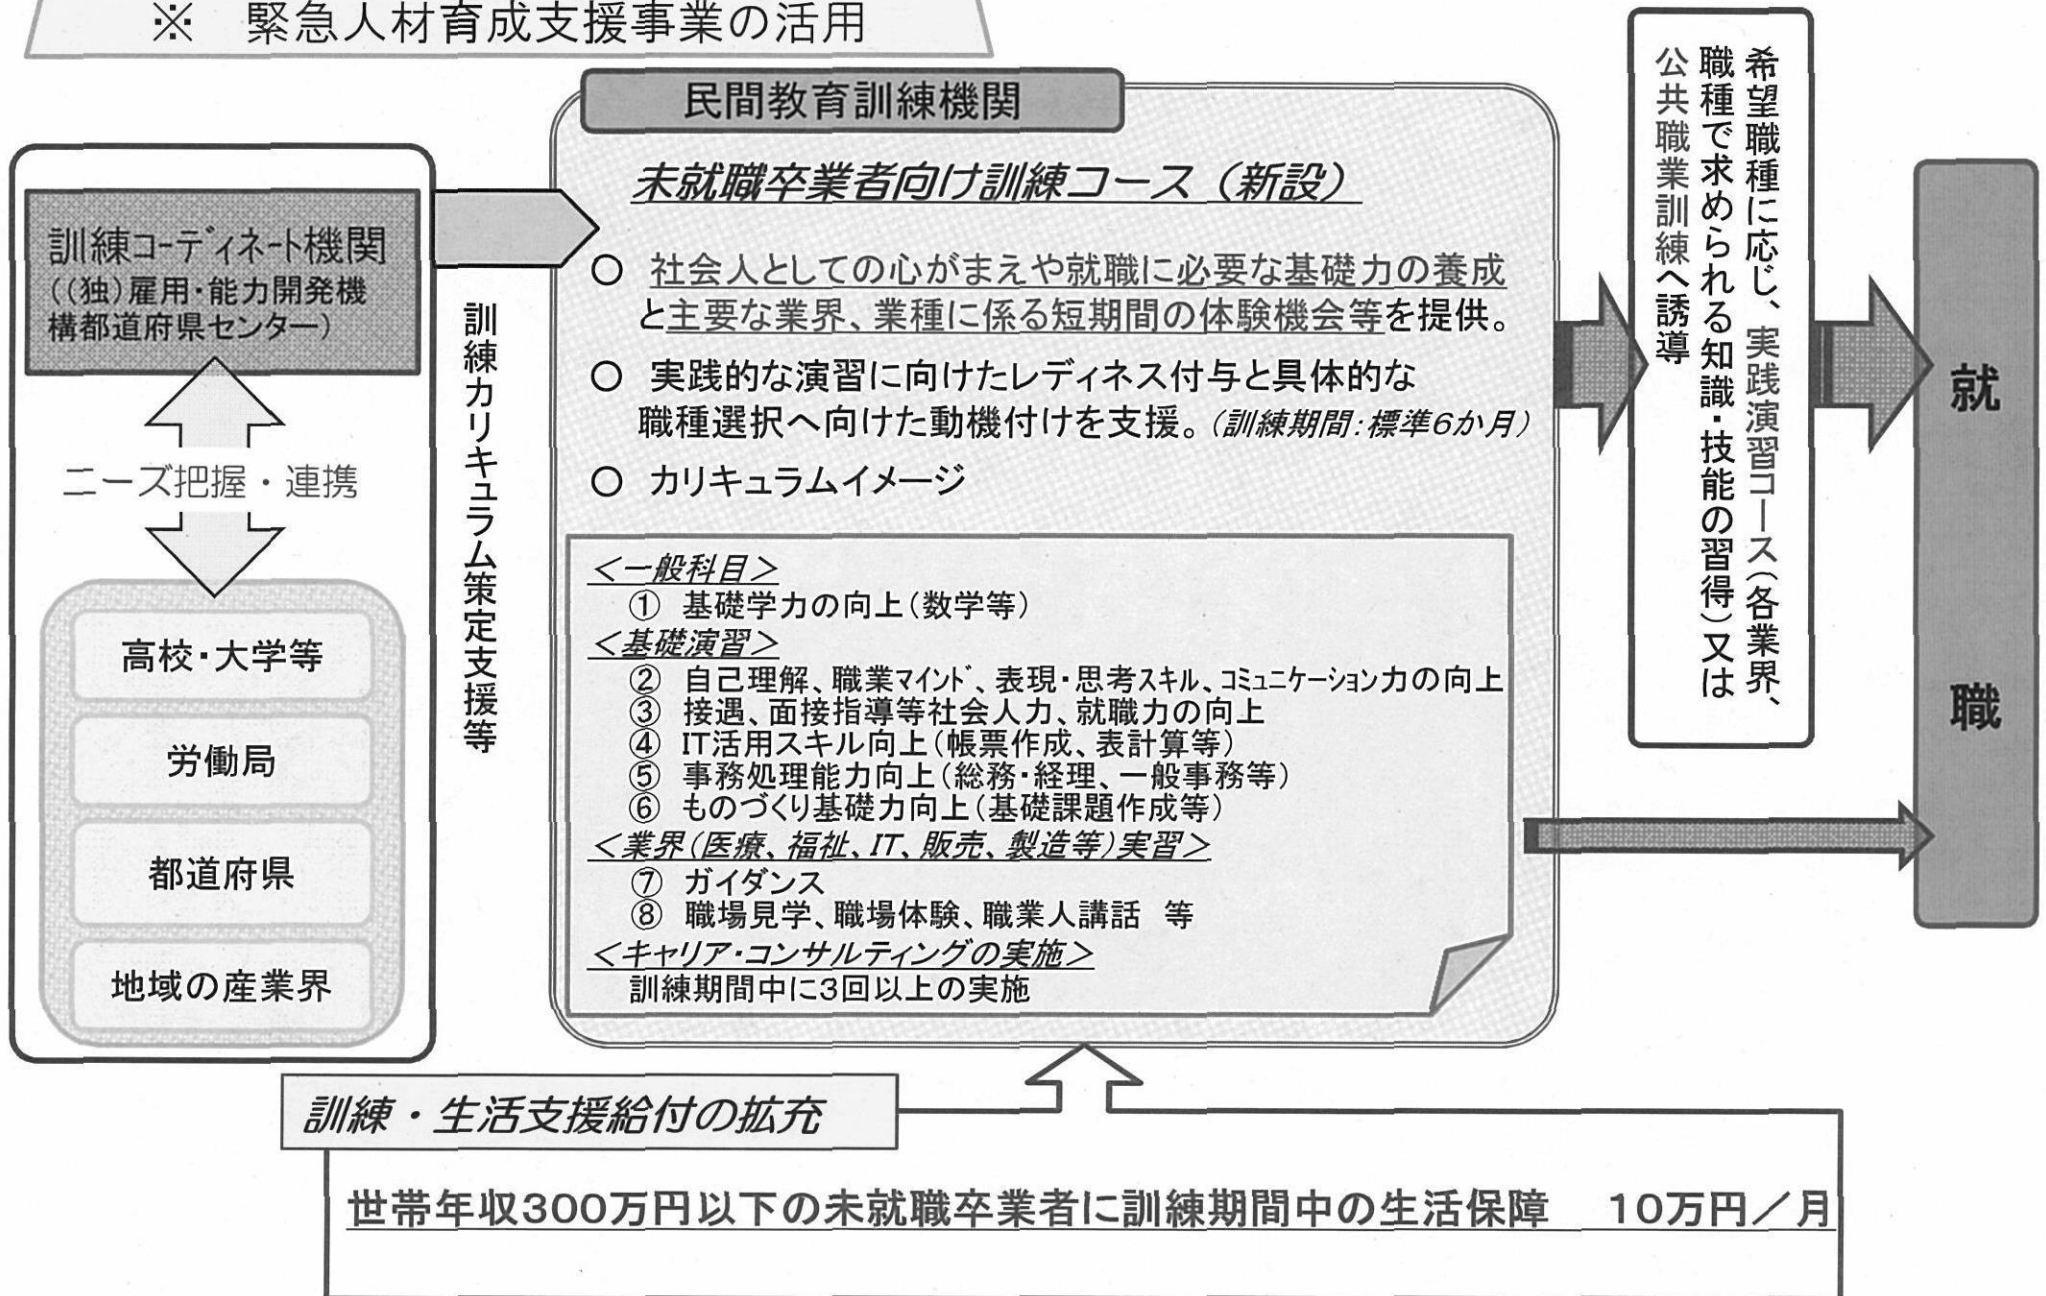 ※　緊急人材育成支援事業の活用
訓練コーディネート機関
((独)雇用・能力開発機
構都道府県センター)
ニーズ把握・連携
高校・大学等
労働局
都道府県
地域の産業界
訓練カリキュラム策定支援等
民間教育訓練機関
未就職卒業者向け訓練コース（新設）
○　社会人としての心がまえや就職に必要な基礎力の養成
と主要な業界、業種に係る短期間の体験機会等を提供。
○　実践的な演習に向けたレディネス付与と具体的な
職種選択へ向けた動機付けを支援。(訓練期間：標準6か月)
○　カリキュラムイメージ
＜一般科目＞
①　基礎学力の向上(数学等)
＜基礎演習＞
②　自己理解、職業マインド、表現・思考スキル、コミュニケーション力の向上
③　接遇、面接指導等社会人力、就職力の向上
④　IT活用スキル向上(帳票作成、表計算等)
⑤　事務処理能力向上(総務・経理、一般事務等)
⑥　ものづくり基礎力向上(基礎課題作成等)
＜業界(医療、福祉、IT、販売、製造等)実習＞
⑦　ガイダンス
⑧　職場見学、職場体験、職業人講話　等
＜キャリア・コンサルティングの実施＞
訓練期間中に3回以上の実施
希望職種に応じ、実践演習コース(各業界、
職種で求められる知識・技能の習得)又は
公共職業訓練へ誘導
就職
訓練・生活支援給付の拡充
世帯年収300万円以下の未就職卒業者に訓練期間中の生活保障　10万円／月